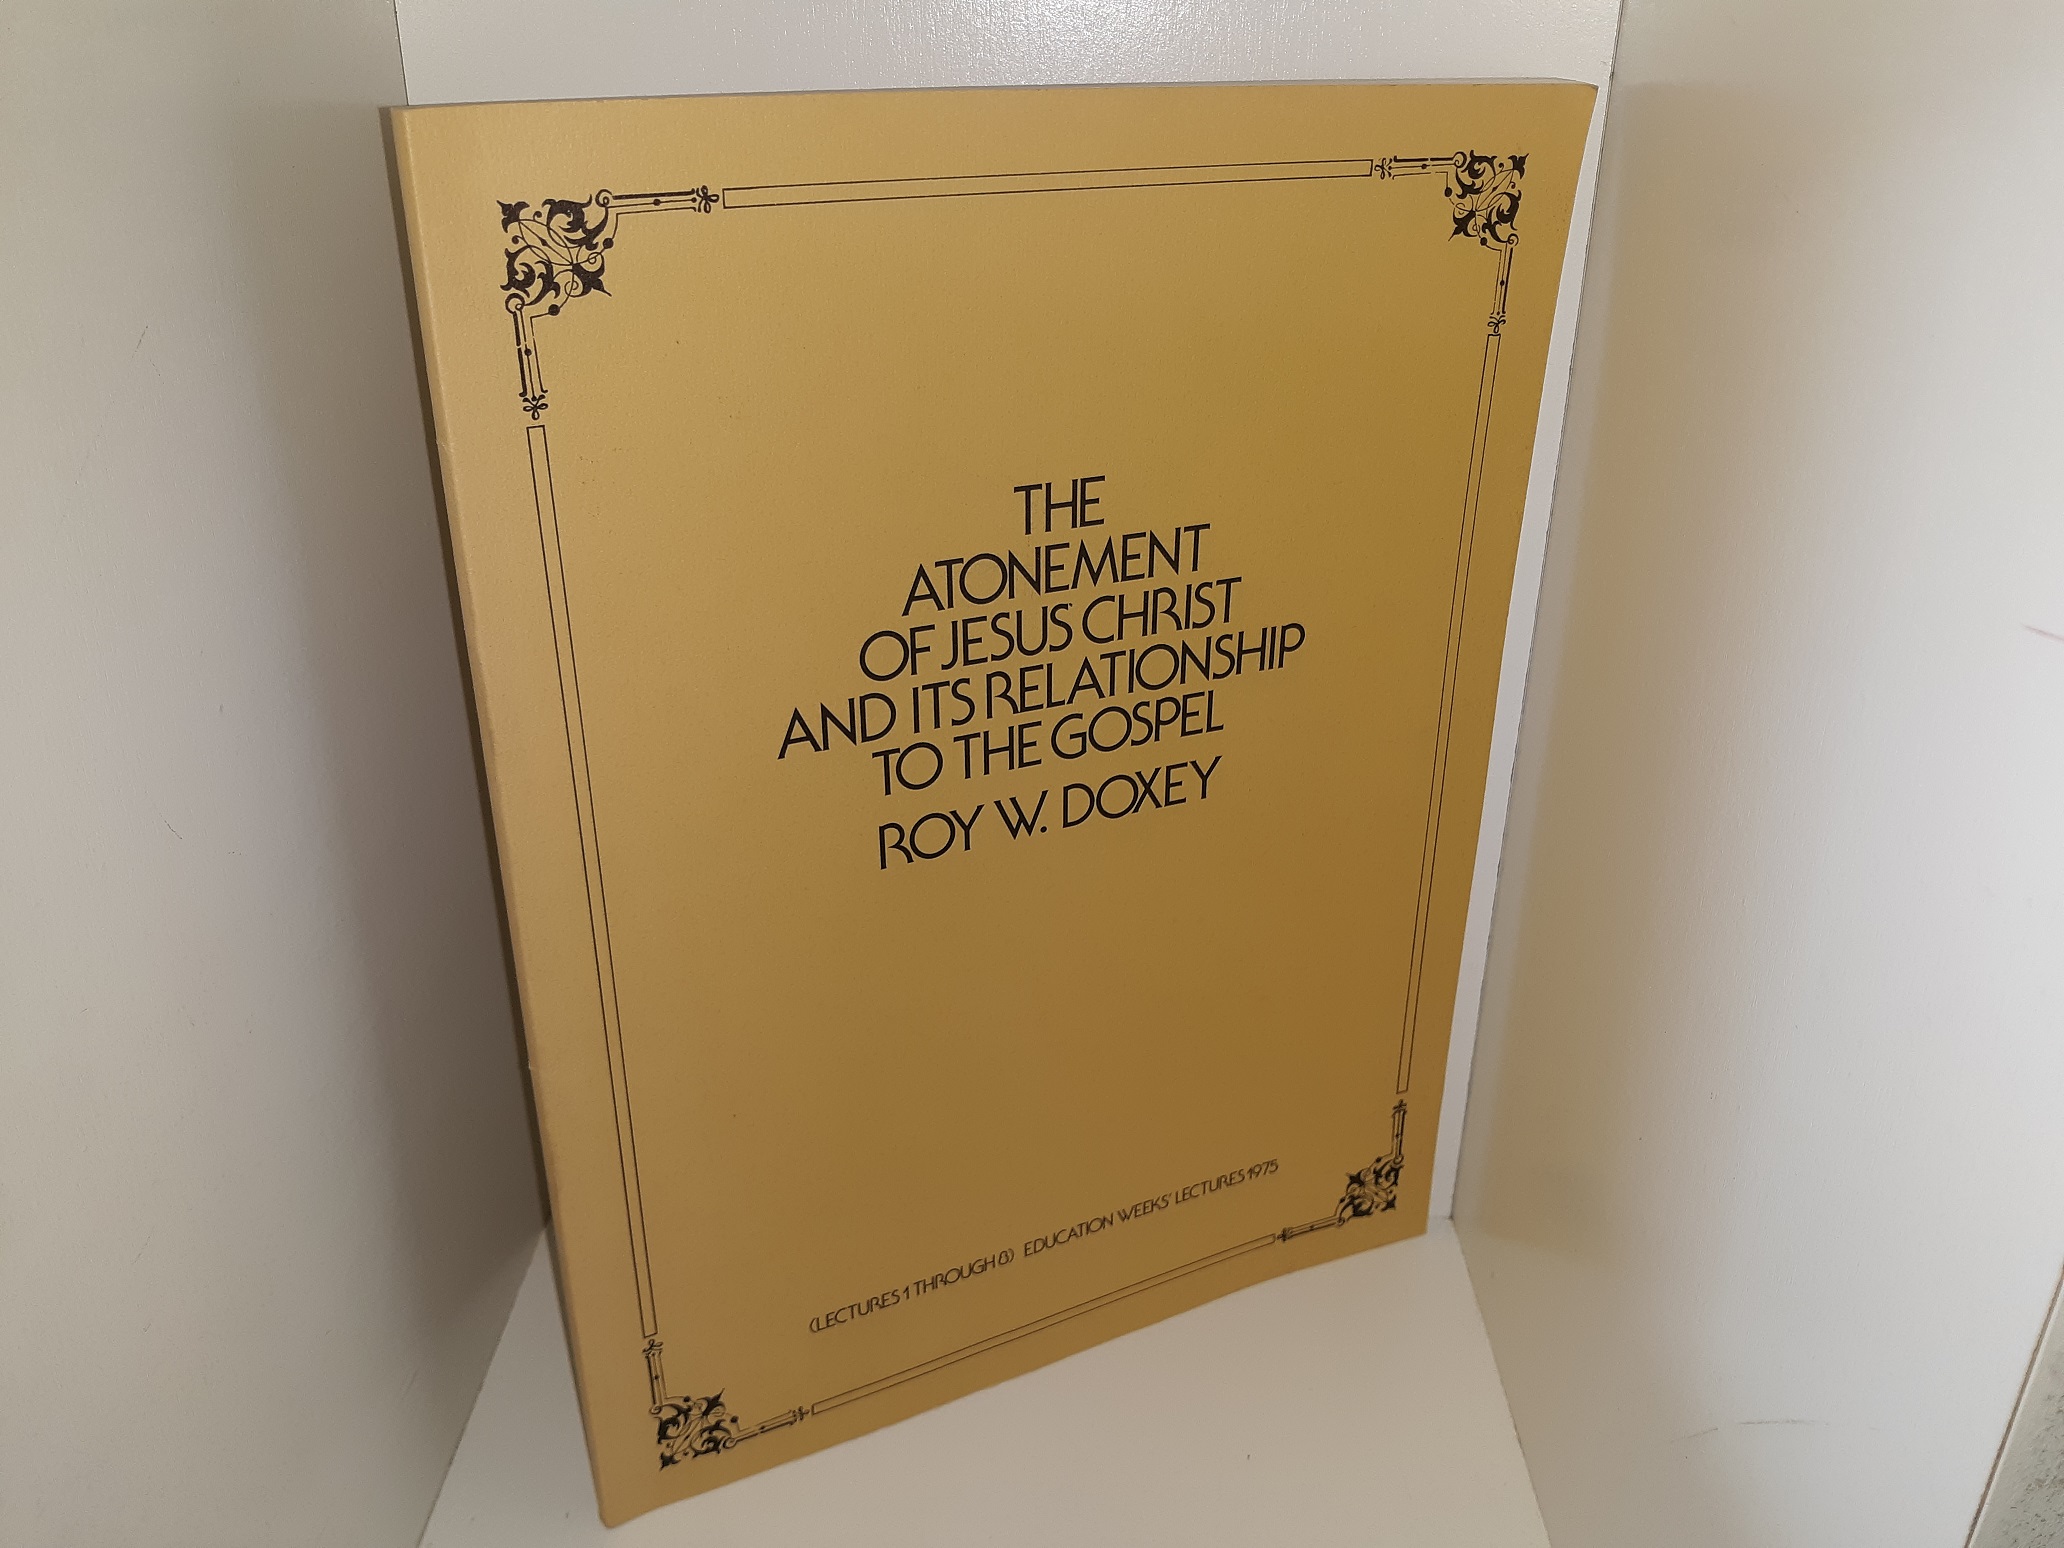 THE
ATONEMENT
OF JESUS CHRIST
AND ITS RELATIONSHIP
TO THE GOSPEL
ROY W. DOXEY
(LECTURES 1 THROUGH 8) EDUCATION WEEKS' LECTURES 1975